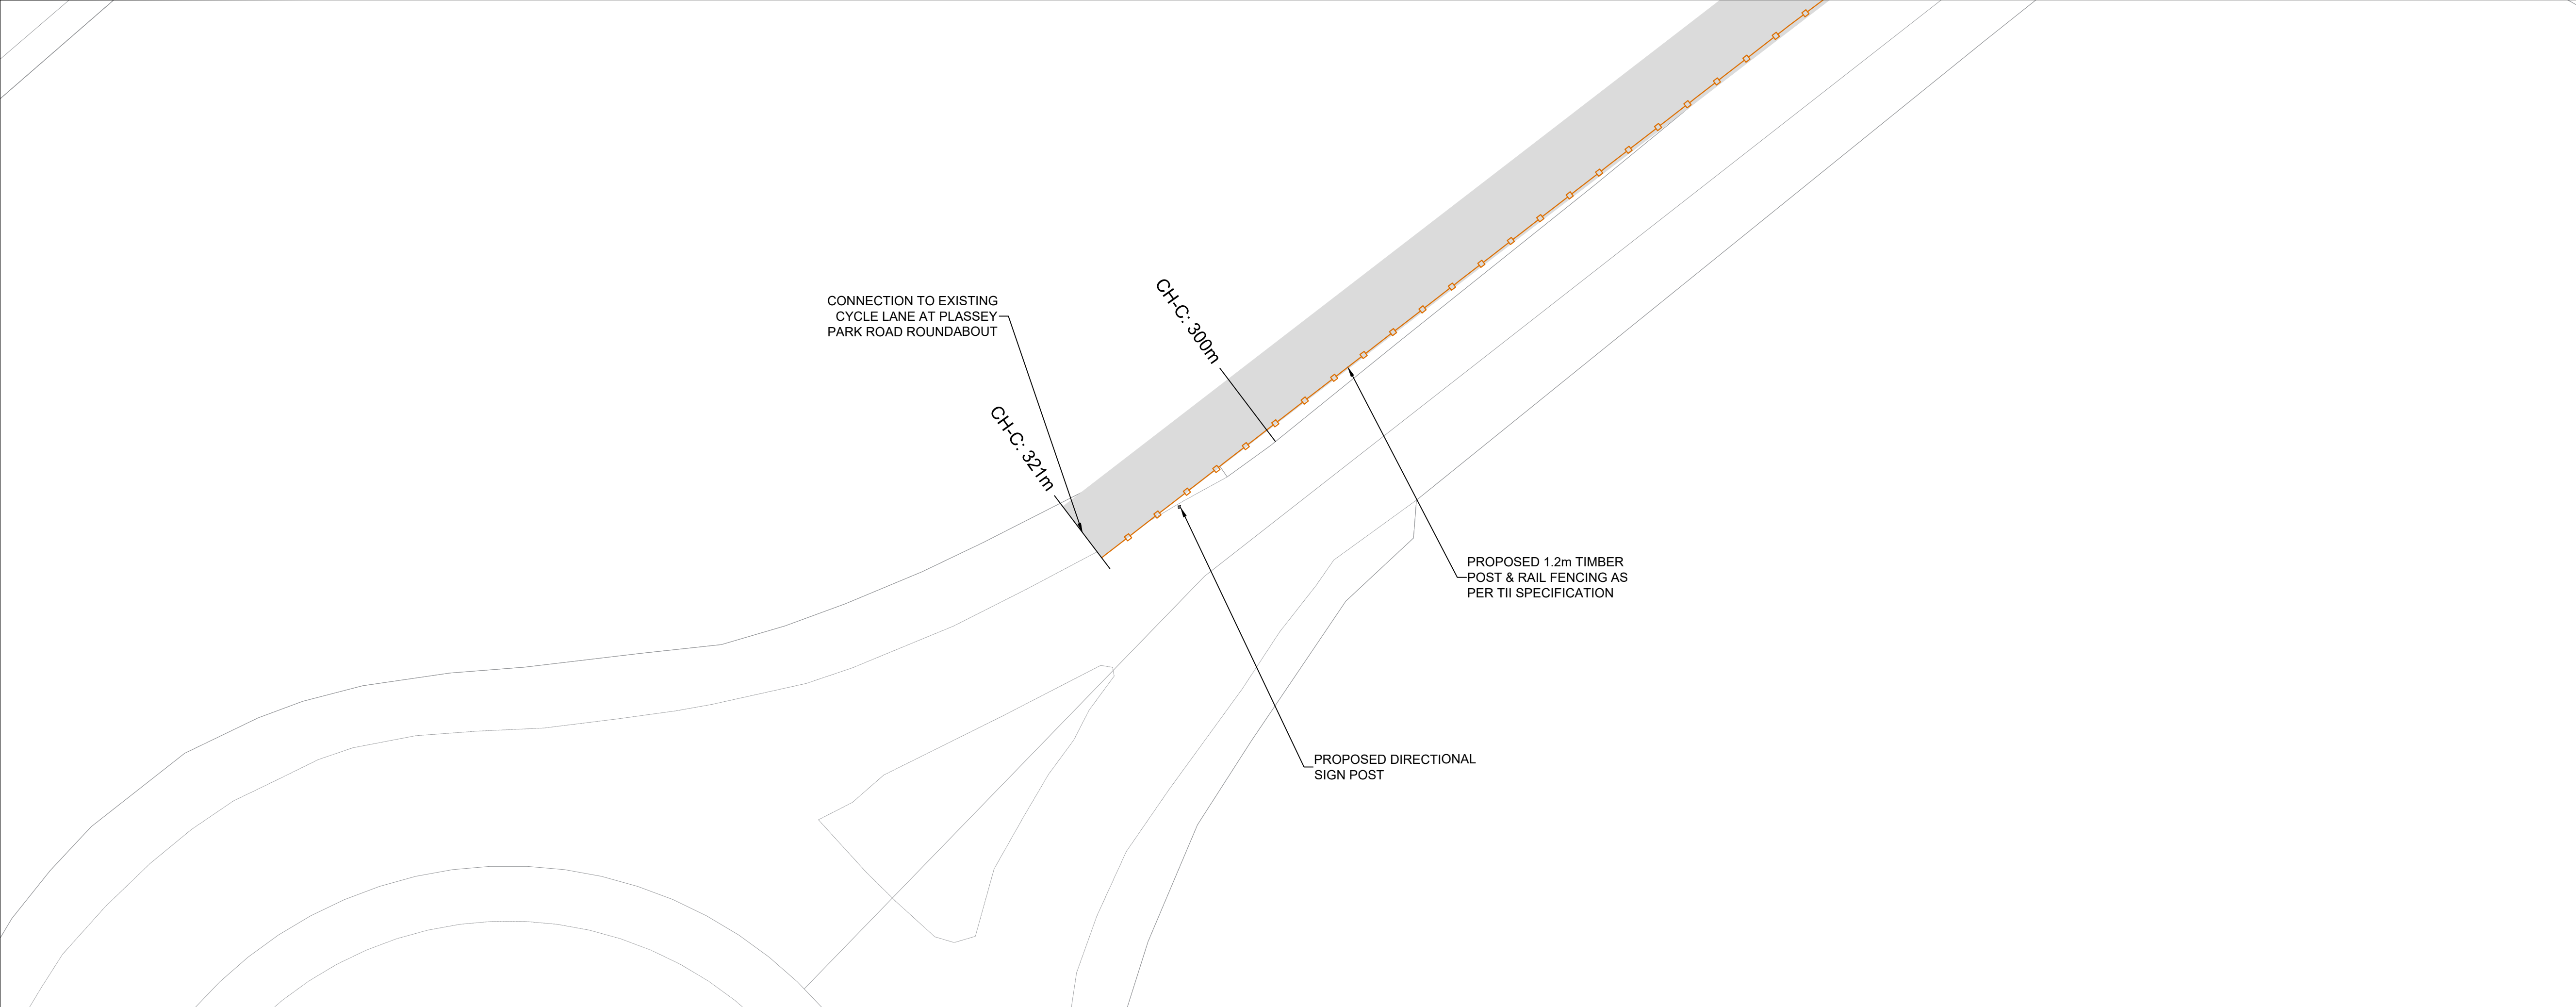 CONNECTION TO EXISTING
CYCLE LANE AT PLASSEY
PARK ROAD ROUNDABOUT
CH-C: 300m
CH-C: 321m
PROPOSED 1.2m TIMBER
POST & RAIL FENCING AS
PER TII SPECIFICATION
PROPOSED DIRECTIONAL
SIGN POST